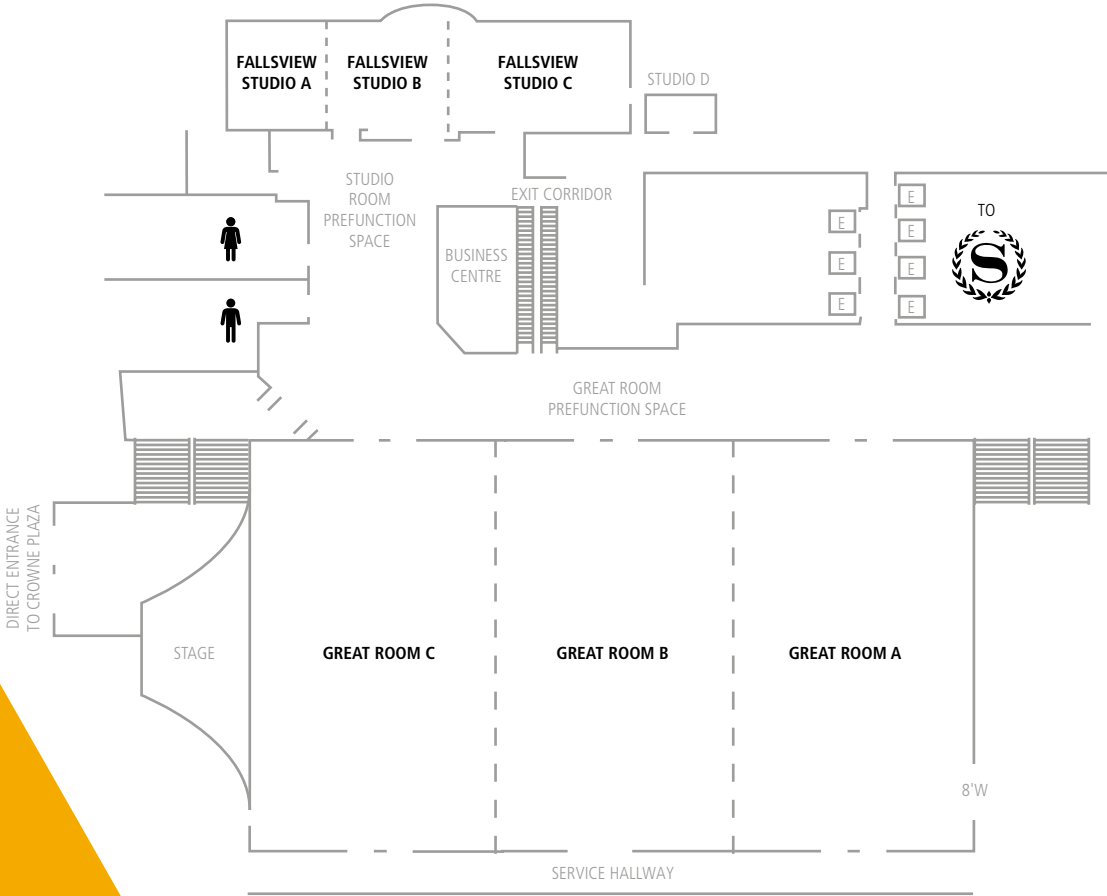 FALLSVIEW
STUDIO A
FALLSVIEW
STUDIO B
FALLSVIEW
STUDIO C
STUDIO D
STUDIO
ROOM
PREFUNCTION
SPACE
EXIT CORRIDOR
BUSINESS
CENTRE
E
E
E
E
E
E
E
TO
S
GREAT ROOM
PREFUNCTION SPACE
DIRECT ENTRANCE
TO CROWNE PLAZA
STAGE
GREAT ROOM C
GREAT ROOM B
GREAT ROOM A
8'W
SERVICE HALLWAY